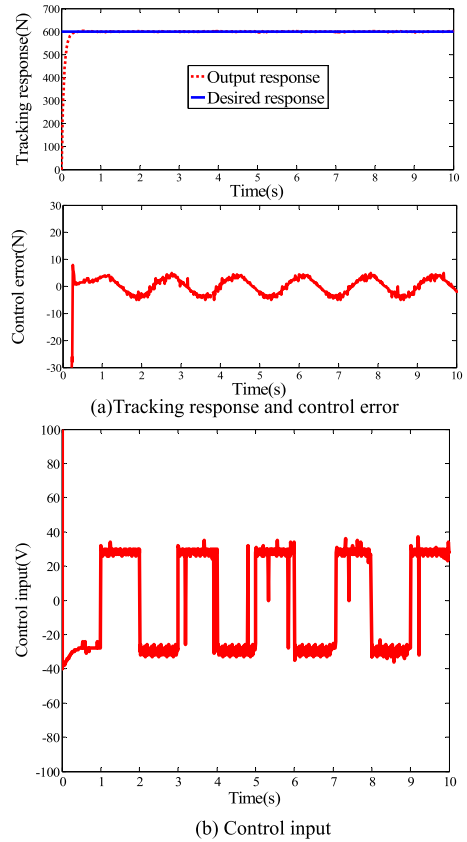 Tracking response(N)
700
600
500
400
300
200
100
0
Output response
Desired response
0 1 2 3 4 5 6 7 8 9 10
Time(s)
Control error(N)
30
20
10
0
-10
-20
-30
0 1 2 3 4 5 6 7 8 9 10
Time(s)
(a)Tracking response and control error
Control input(V)
100
80
60
40
20
0
-20
-40
-60
-80
-100
0 1 2 3 4 5 6 7 8 9 10
Time(s)
(b) Control input